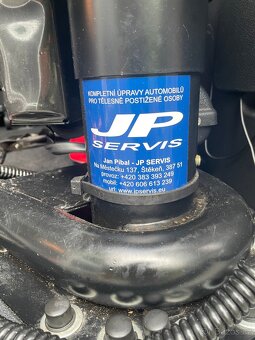 KOMPLETNÍ ÚPRAVY AUTOMOBILŮ
PRO TĚLESNĚ POSTIŽENÉ OSOBY
JP
SERVIS
Jan Píbal - JP SERVIS
Na Městečku 137, Štěkeň, 387 51
provoz: +420 383 393 249
mobil: +420 606 613 239
url. www.jpservis.eu